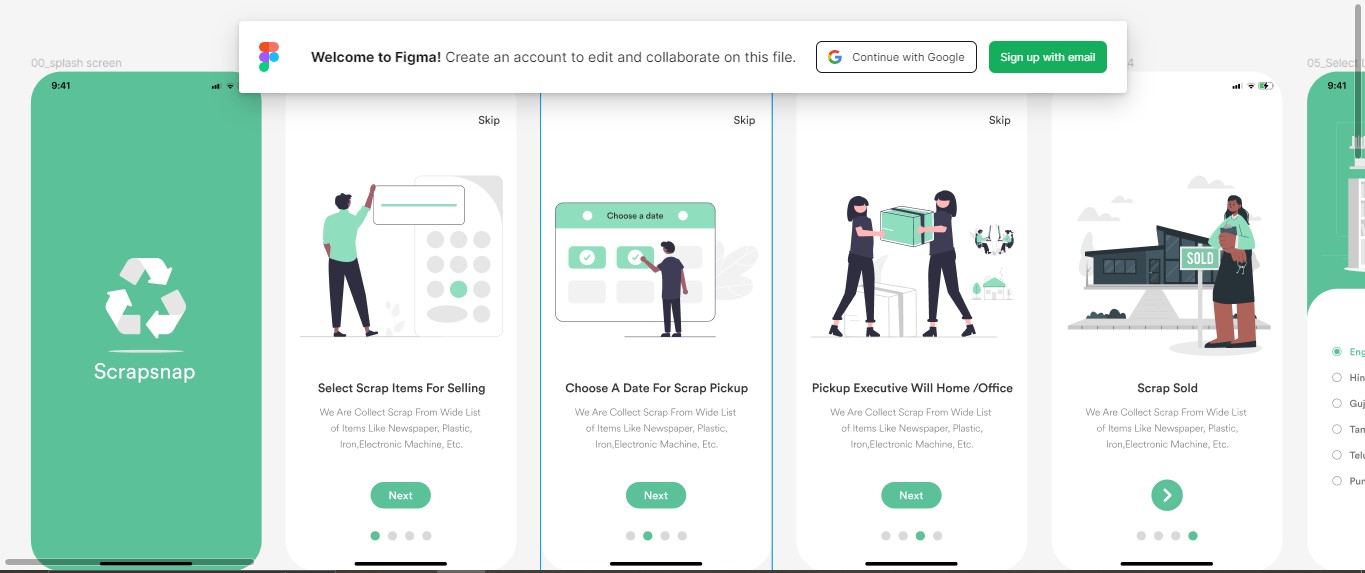 Welcome to Figma! Create an account to edit and collaborate on this file.
Continue with Google
Sign up with email
00_splash screen
4
05_Select L
9:41
Scrapsnap
Skip
Select Scrap Items For Selling
We Are Collect Scrap From Wide List
of Items Like Newspaper, Plastic,
Iron,Electronic Machine, Etc.
Next
Skip
Choose a date
Choose A Date For Scrap Pickup
We Are Collect Scrap From Wide List
of Items Like Newspaper, Plastic,
Iron,Electronic Machine, Etc.
Next
Skip
Pickup Executive Will Home /Office
We Are Collect Scrap From Wide List
of Items Like Newspaper, Plastic,
Iron,Electronic Machine, Etc.
Next
SOLD
Scrap Sold
We Are Collect Scrap From Wide List
of Items Like Newspaper, Plastic,
Iron,Electronic Machine, Etc.
9:41
Eng
Hin
Guj
Tan
Telu
Pun